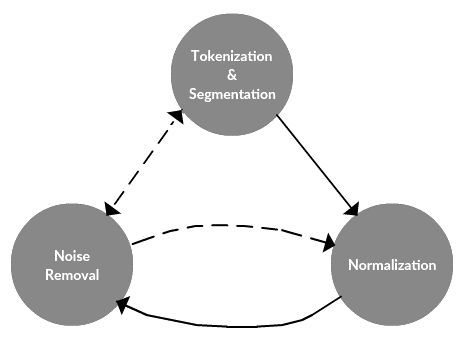 Tokenization
&
Segmentation
Noise
Removal
Normalization